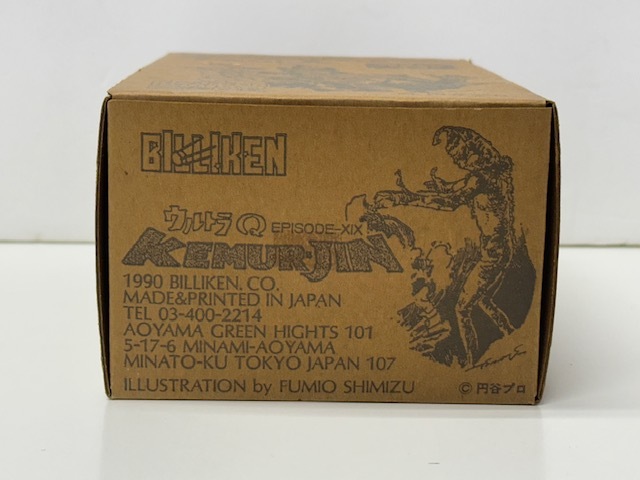 BILLIKEN
ウルトラ Q EPISODE-XIX
KEMUR-JIN
1990 BILLIKEN. CO.
MADE&PRINTED IN JAPAN
TEL 03-400-2214
AOYAMA GREEN HIGHTS 101
5-17-6 MINAMI-AOYAMA
MINATO-KU TOKYO JAPAN 107
ILLUSTRATION by FUMIO SHIMIZU
© 円谷プロ